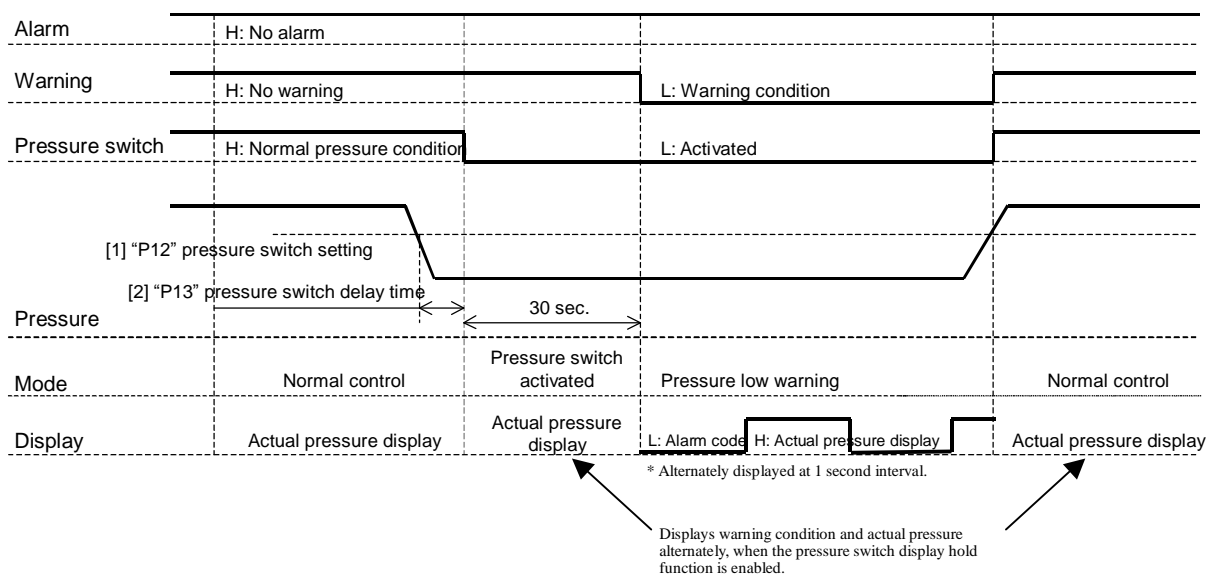 Alarm
H: No alarm
Warning
H: No warning
L: Warning condition
Pressure switch
H: Normal pressure condition
L: Activated
[1] “P12” pressure switch setting
[2] “P13” pressure switch delay time
30 sec.
Pressure
Mode
Normal control
Pressure switch
activated
Pressure low warning
Normal control
Display
Actual pressure display
Actual pressure
display
L: Alarm code
H: Actual pressure display
Actual pressure display
* Alternately displayed at 1 second interval.
Displays warning condition and actual pressure
alternately, when the pressure switch display hold
function is enabled.